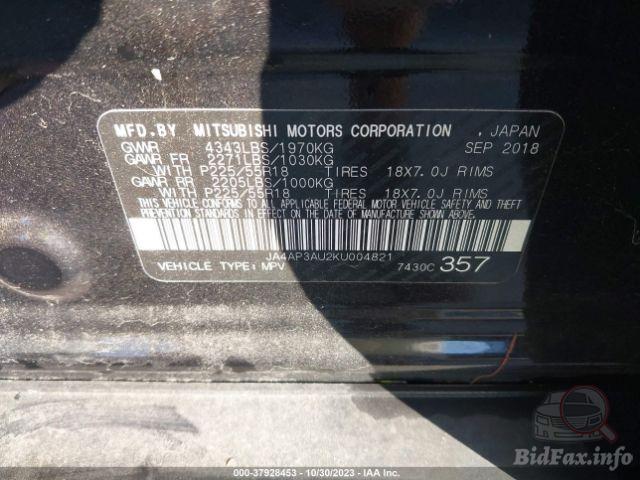 MFD.BY MITSUBISHI MOTORS CORPORATION , JAPAN
GVWR 4343LBS/1970KG SEP 2018
GAWR FR 2271LBS/1030KG
WITH P225/55R18 TIRES 18X7.0J RIMS
GAWR RR 2205LBS/1000KG
WITH P225/55R18 TIRES 18X7.0J RIMS
THIS VEHICLE CONFORMS TO ALL APPLICABLE FEDERAL MOTOR VEHICLE SAFETY AND THEFT
PREVENTION STANDARDS IN EFFECT ON THE DATE OF MANUFACTURE SHOWN ABOVE.
JA4AP3AU2KU004821
VEHICLE TYPE: MPV 7430C 357
BidFax.info
© 000-37928453 - 10/30/2023 - IAA Inc.